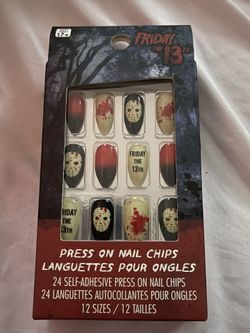 FRIDAY
THE
13TH
FRIDAY
THE
13TH
FRIDAY
THE
13TH
PRESS ON NAIL CHIPS
LANGUETTES POUR ONGLES
24 SELF-ADHESIVE PRESS ON NAIL CHIPS
24 LANGUETTES AUTOCOLLANTES POUR ONGLES
12 SIZES / 12 TAILLES